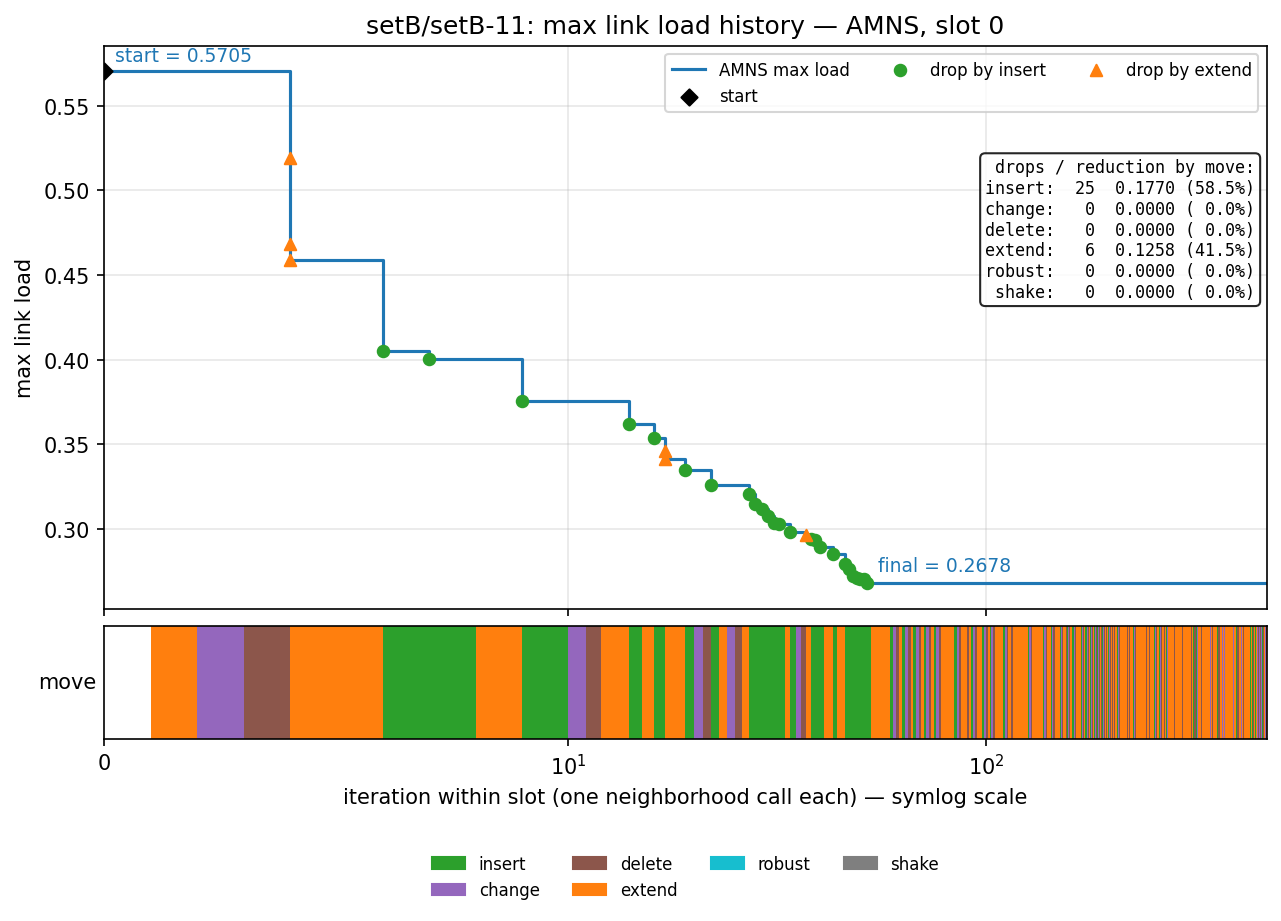 setB/setB-11: max link load history — AMNS, slot 0
start = 0.5705
AMNS max load
drop by insert
drop by extend
start
drops / reduction by move:
insert: 25 0.1770 (58.5%)
change: 0 0.0000 ( 0.0%)
delete: 0 0.0000 ( 0.0%)
extend: 6 0.1258 (41.5%)
robust: 0 0.0000 ( 0.0%)
shake: 0 0.0000 ( 0.0%)
0.55
0.50
0.45
0.40
0.35
0.30
max link load
final = 0.2678
move
0
10¹
10²
iteration within slot (one neighborhood call each) — symlog scale
insert
delete
robust
shake
change
extend